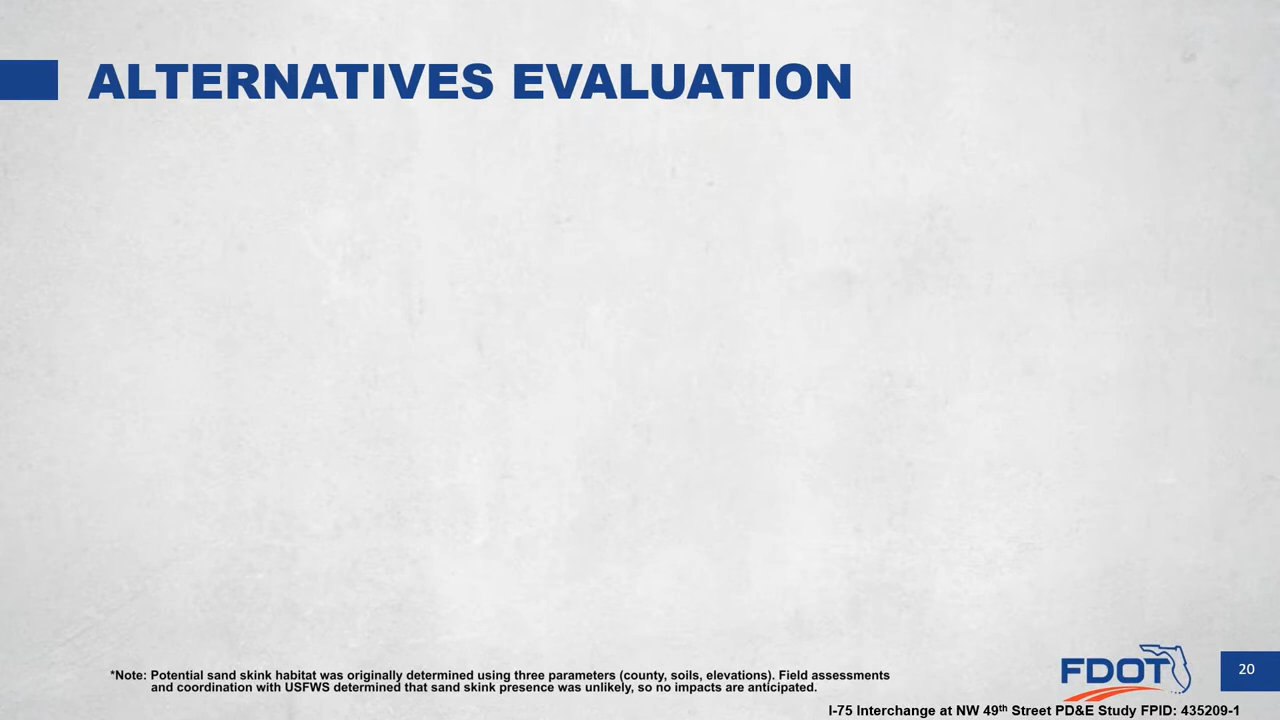 ALTERNATIVES EVALUATION
*Note: Potential sand skink habitat was originally determined using three parameters (county, soils, elevations). Field assessments
and coordination with USFWS determined that sand skink presence was unlikely, so no impacts are anticipated.
FDOT
20
I-75 Interchange at NW 49th Street PD&E Study FPID: 435209-1